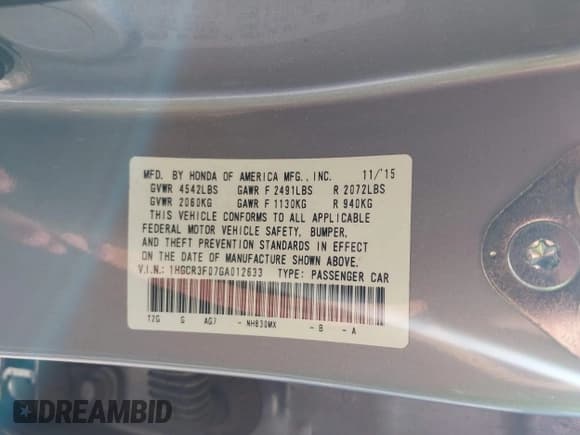 MFD. BY HONDA OF AMERICA MFG., INC. 11/'15
GVWR 4542LBS GAWR F 2491LBS R 2072LBS
GVWR 2060KG GAWR F 1130KG R 940KG
THIS VEHICLE CONFORMS TO ALL APPLICABLE
FEDERAL MOTOR VEHICLE SAFETY, BUMPER,
AND THEFT PREVENTION STANDARDS IN EFFECT
ON THE DATE OF MANUFACTURE SHOWN ABOVE.
V.I.N.: 1HGCR3F07GA012633 TYPE: PASSENGER CAR
T2G G AG7 - NH830MX - B - A
DREAMBID